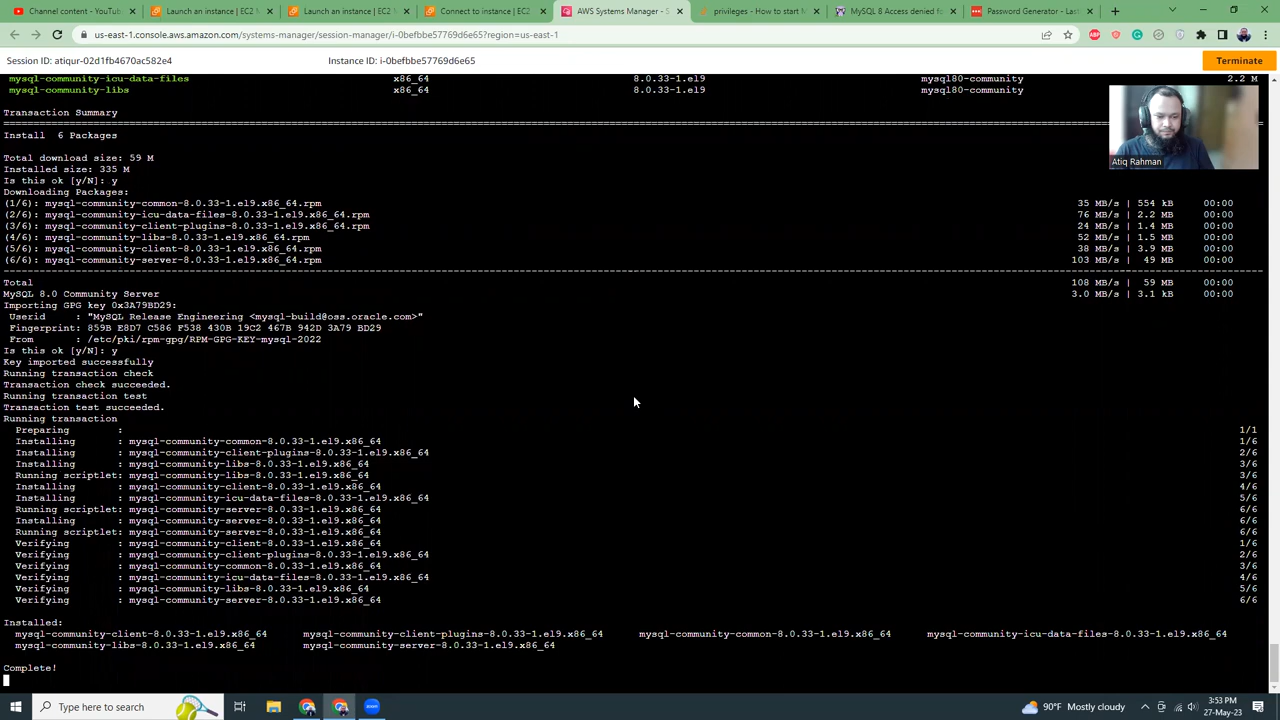 Channel content - YouTube
Launch an instance | EC2 M
Launch an instance | EC2 M
Connect to instance | EC2
AWS Systems Manager - S
privileges - How to start M
MySQL 8 Access denied fo
Password Generator - Las
us-east-1.console.aws.amazon.com/systems-manager/session-manager/i-0befbbe57769d6e65?region=us-east-1
Session ID: atiqur-02d1fb4670ac582e4
Instance ID: i-0befbbe57769d6e65
Terminate
mysql-community-icu-data-files x86_64 8.0.33-1.el9 mysql80-community 2.2 M
mysql-community-libs x86_64 8.0.33-1.el9 mysql80-community
Transaction Summary
Install 6 Packages
Total download size: 59 M
Installed size: 335 M
Is this ok [y/N]: y
Downloading Packages:
(1/6): mysql-community-common-8.0.33-1.el9.x86_64.rpm 35 MB/s | 554 kB 00:00
(2/6): mysql-community-icu-data-files-8.0.33-1.el9.x86_64.rpm 76 MB/s | 2.2 MB 00:00
(3/6): mysql-community-client-plugins-8.0.33-1.el9.x86_64.rpm 24 MB/s | 1.4 MB 00:00
(4/6): mysql-community-libs-8.0.33-1.el9.x86_64.rpm 52 MB/s | 1.5 MB 00:00
(5/6): mysql-community-client-8.0.33-1.el9.x86_64.rpm 38 MB/s | 3.9 MB 00:00
(6/6): mysql-community-server-8.0.33-1.el9.x86_64.rpm 103 MB/s | 49 MB 00:00
Total 108 MB/s | 59 MB 00:00
MySQL 8.0 Community Server 3.0 MB/s | 3.1 kB 00:00
Importing GPG key 0x3A79BD29:
Userid : "MySQL Release Engineering <mysql-build@oss.oracle.com>"
Fingerprint: 859B E8D7 C586 F538 430B 19C2 467B 942D 3A79 BD29
From : /etc/pki/rpm-gpg/RPM-GPG-KEY-mysql-2022
Is this ok [y/N]: y
Key imported successfully
Running transaction check
Transaction check succeeded.
Running transaction test
Transaction test succeeded.
Running transaction
Preparing : 1/1
Installing : mysql-community-common-8.0.33-1.el9.x86_64 1/6
Installing : mysql-community-client-plugins-8.0.33-1.el9.x86_64 2/6
Installing : mysql-community-libs-8.0.33-1.el9.x86_64 3/6
Running scriptlet: mysql-community-libs-8.0.33-1.el9.x86_64 3/6
Installing : mysql-community-client-8.0.33-1.el9.x86_64 4/6
Installing : mysql-community-icu-data-files-8.0.33-1.el9.x86_64 5/6
Running scriptlet: mysql-community-server-8.0.33-1.el9.x86_64 6/6
Installing : mysql-community-server-8.0.33-1.el9.x86_64 6/6
Running scriptlet: mysql-community-server-8.0.33-1.el9.x86_64 6/6
Verifying : mysql-community-client-8.0.33-1.el9.x86_64 1/6
Verifying : mysql-community-client-plugins-8.0.33-1.el9.x86_64 2/6
Verifying : mysql-community-common-8.0.33-1.el9.x86_64 3/6
Verifying : mysql-community-icu-data-files-8.0.33-1.el9.x86_64 4/6
Verifying : mysql-community-libs-8.0.33-1.el9.x86_64 5/6
Verifying : mysql-community-server-8.0.33-1.el9.x86_64 6/6
Installed:
mysql-community-client-8.0.33-1.el9.x86_64 mysql-community-client-plugins-8.0.33-1.el9.x86_64 mysql-community-common-8.0.33-1.el9.x86_64 mysql-community-icu-data-files-8.0.33-1.el9.x86_64
mysql-community-libs-8.0.33-1.el9.x86_64 mysql-community-server-8.0.33-1.el9.x86_64
Complete!
Atiq Rahman
Type here to search
90°F Mostly cloudy
3:53 PM
27-May-23